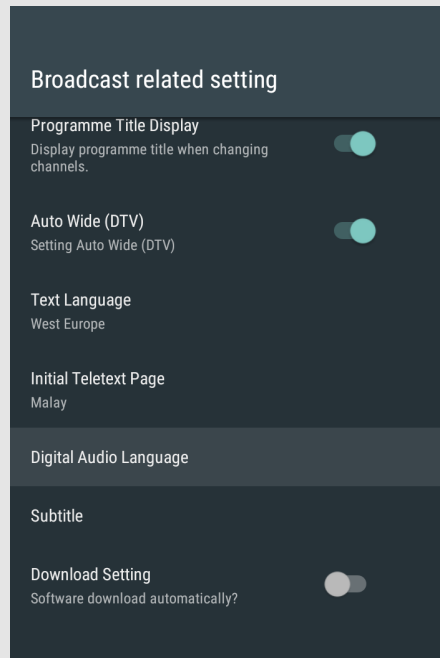 Broadcast related setting
Programme Title Display
Display programme title when changing
channels.
Auto Wide (DTV)
Setting Auto Wide (DTV)
Text Language
West Europe
Initial Teletext Page
Malay
Digital Audio Language
Subtitle
Download Setting
Software download automatically?